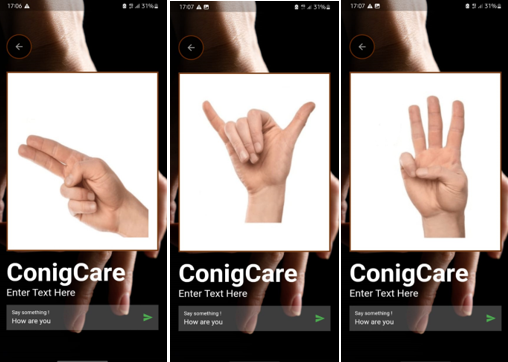 17:06
31%
ConigCare
Enter Text Here
Say something !
How are you
17:07
31%
ConigCare
Enter Text Here
Say something !
How are you
17:07
31%
ConigCare
Enter Text Here
Say something !
How are you